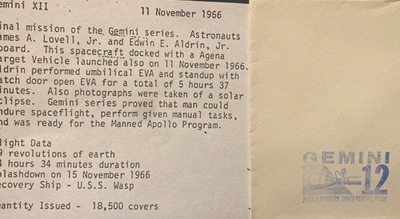 emini XII 11 November 1966
inal mission of the Gemini series. Astronauts
ames A. Lovell, Jr. and Edwin E. Aldrin, Jr.
board. This spacecraft docked with a Agena
arget Vehicle launched also on 11 November 1966.
ldrin performed umbilical EVA and standup with
atch door open EVA for a total of 5 hours 37
inutes. Also photographs were taken of a solar
clipse. Gemini series proved that man could
ndure spaceflight, perform given manual tasks,
nd was ready for the Manned Apollo Program.
light Data
9 revolutions of earth
4 hours 34 minutes duration
plashdown on 15 November 1966
ecovery Ship - U.S.S. Wasp
uantity Issued - 18,500 covers
GEMINI
-12